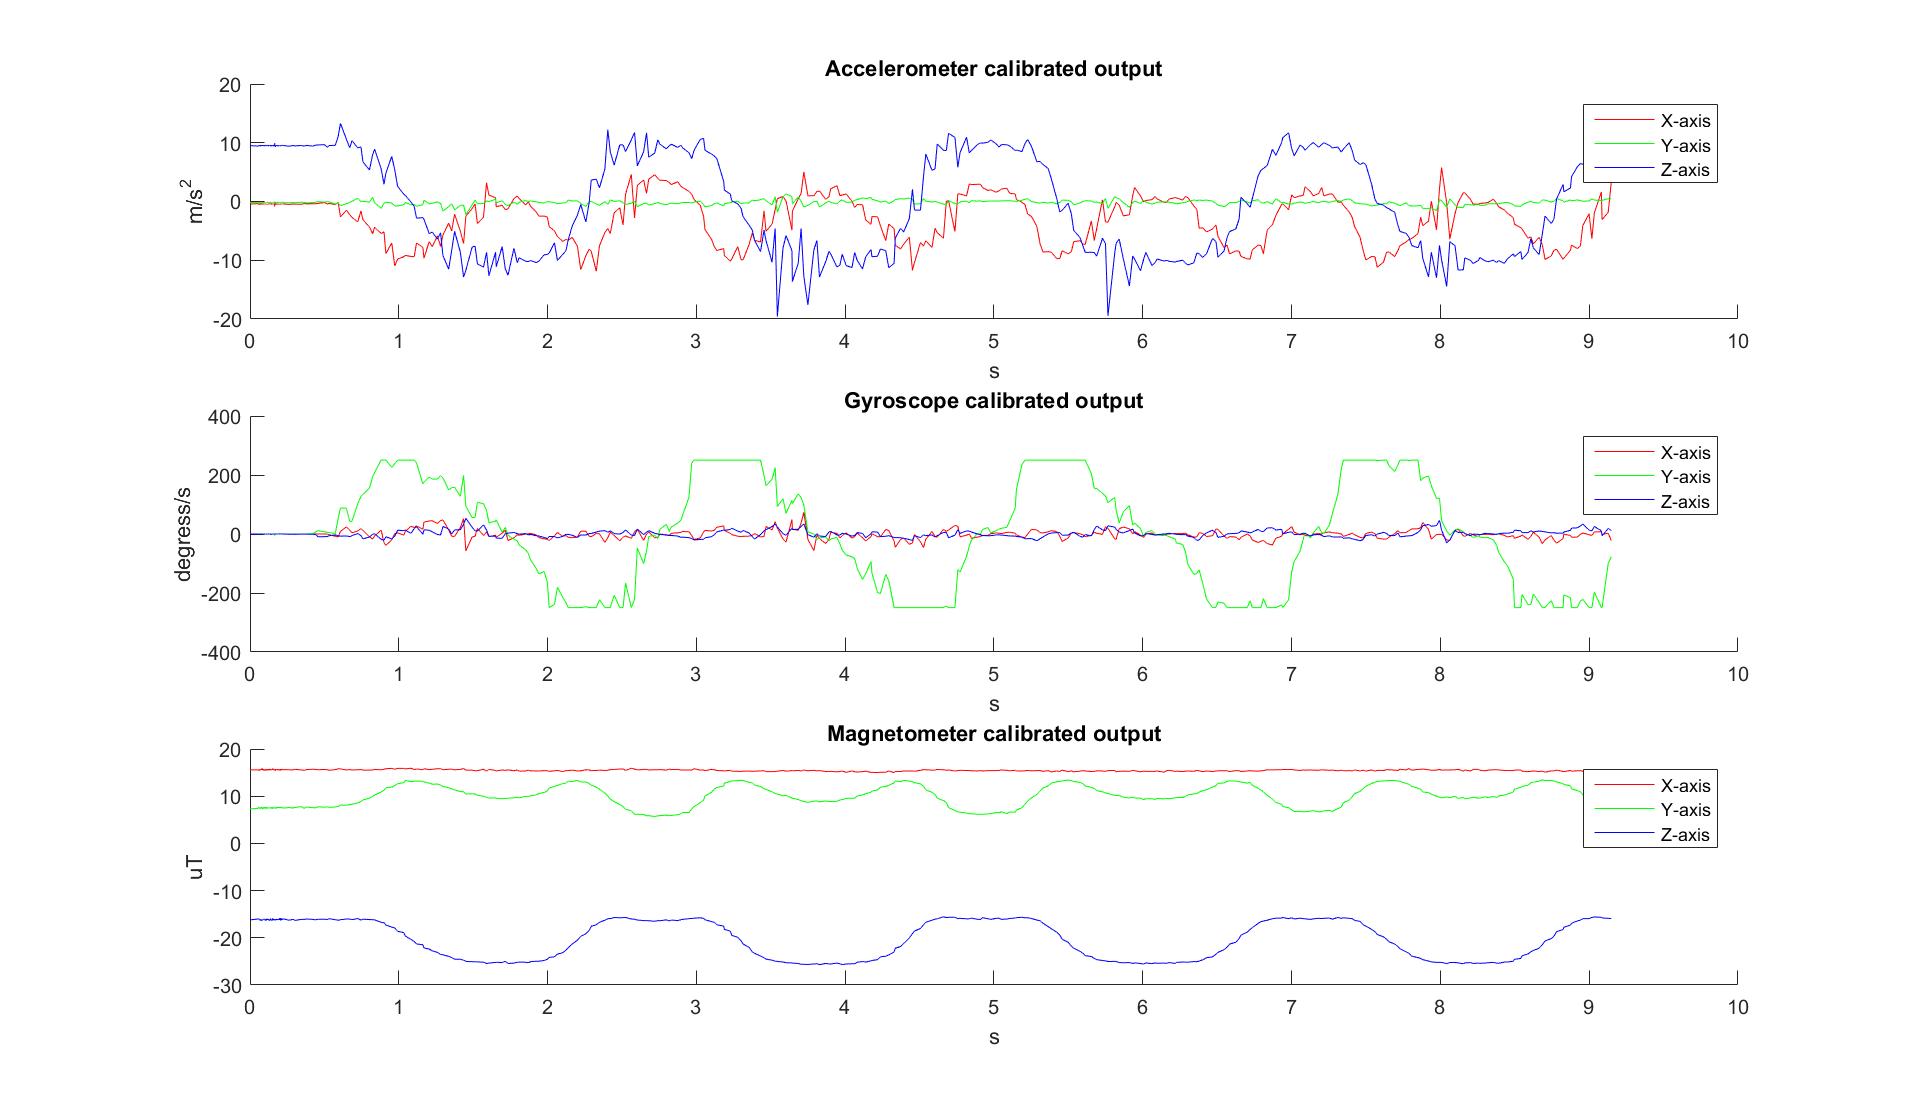 Accelerometer calibrated output
20
10
0
-10
-20
m/s2
X-axis
Y-axis
Z-axis
0 1 2 3 4 5 6 7 8 9 10
s
Gyroscope calibrated output
400
200
0
-200
-400
degress/s
X-axis
Y-axis
Z-axis
0 1 2 3 4 5 6 7 8 9 10
s
Magnetometer calibrated output
20
10
0
-10
-20
-30
uT
X-axis
Y-axis
Z-axis
0 1 2 3 4 5 6 7 8 9 10
s